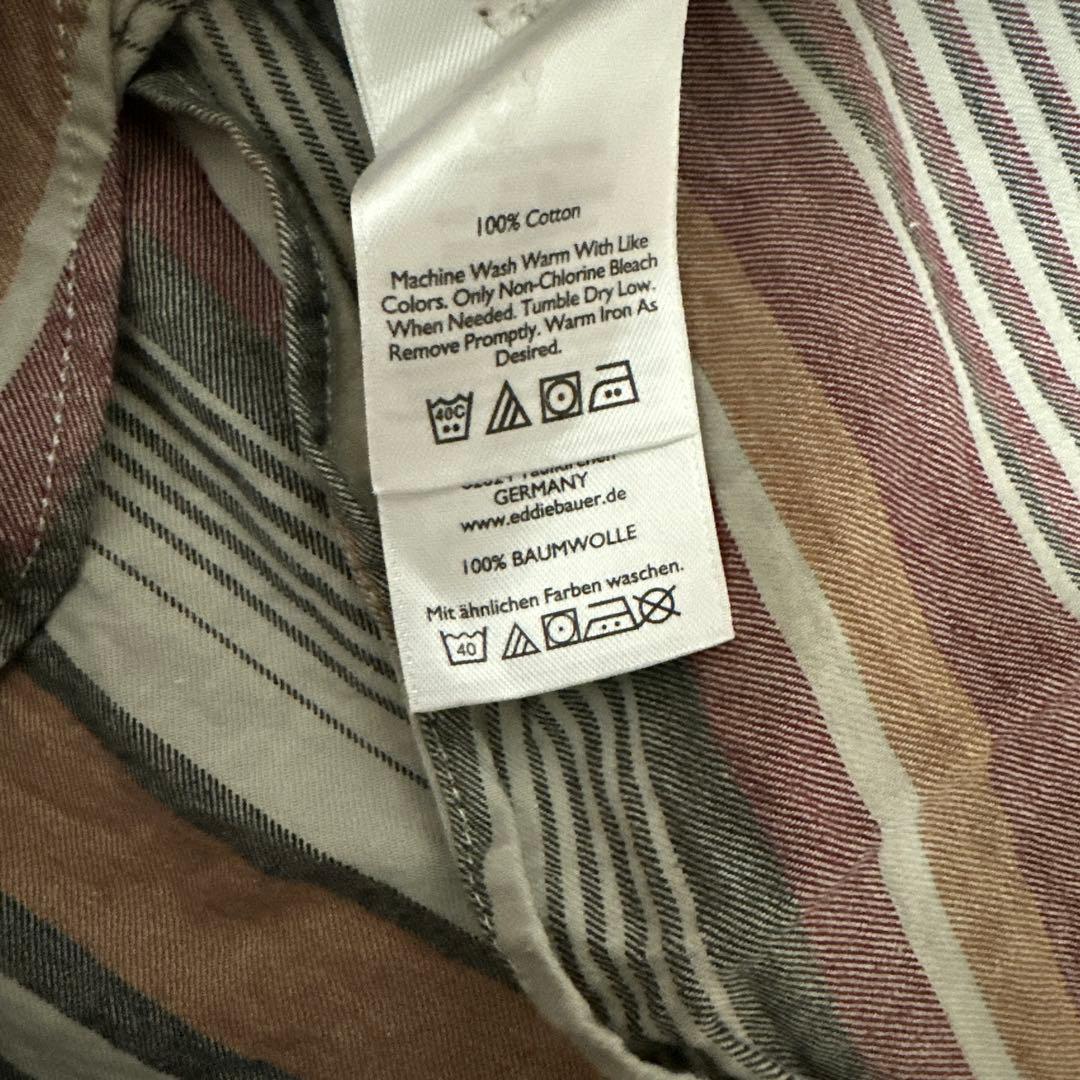 100% Cotton
Machine Wash Warm With Like
Colors. Only Non-Chlorine Bleach
When Needed. Tumble Dry Low.
Remove Promptly. Warm Iron As
Desired.
40C
GERMANY
www.eddiebauer.de
100% BAUMWOLLE
Mit ähnlichen Farben waschen.
40